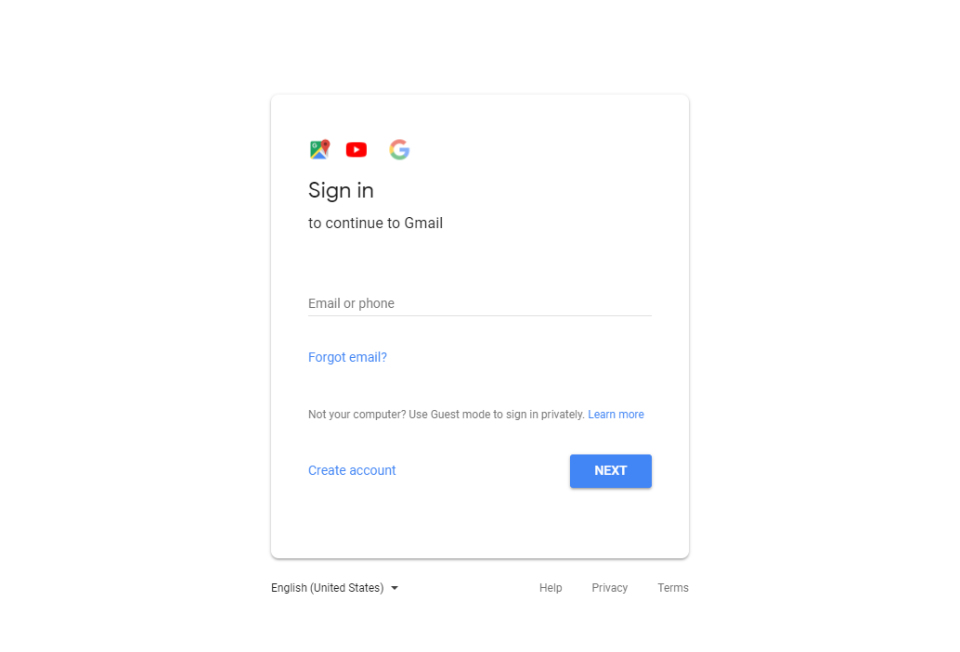 Sign in
to continue to Gmail
Email or phone
Forgot email?
Not your computer? Use Guest mode to sign in privately. Learn more
Create account NEXT
English (United States) Help Privacy Terms